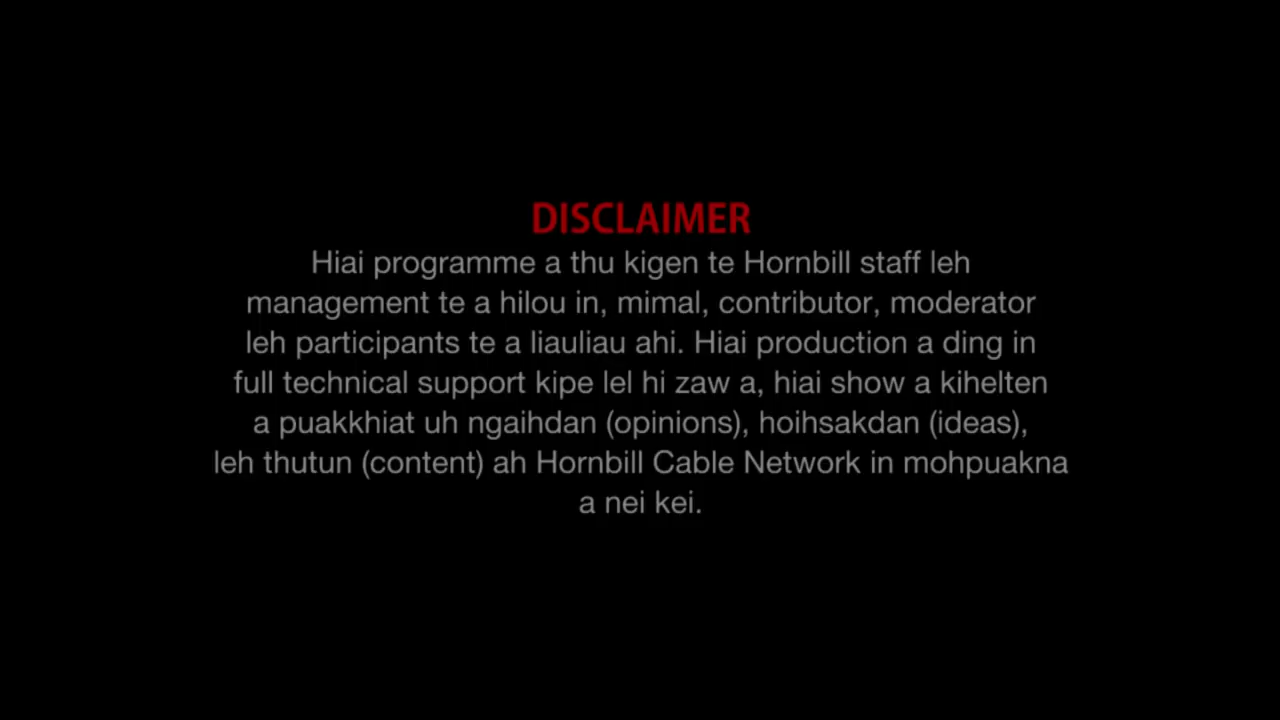 DISCLAIMER
Hiai programme a thu kigen te Hornbill staff leh
management te a hilou in, mimal, contributor, moderator
leh participants te a liauliau ahi. Hiai production a ding in
full technical support kipe lel hi zaw a, hiai show a kihelten
a puakkhiat uh ngaihdan (opinions), hoihsakdan (ideas),
leh thutun (content) ah Hornbill Cable Network in mohpuakna
a nei kei.